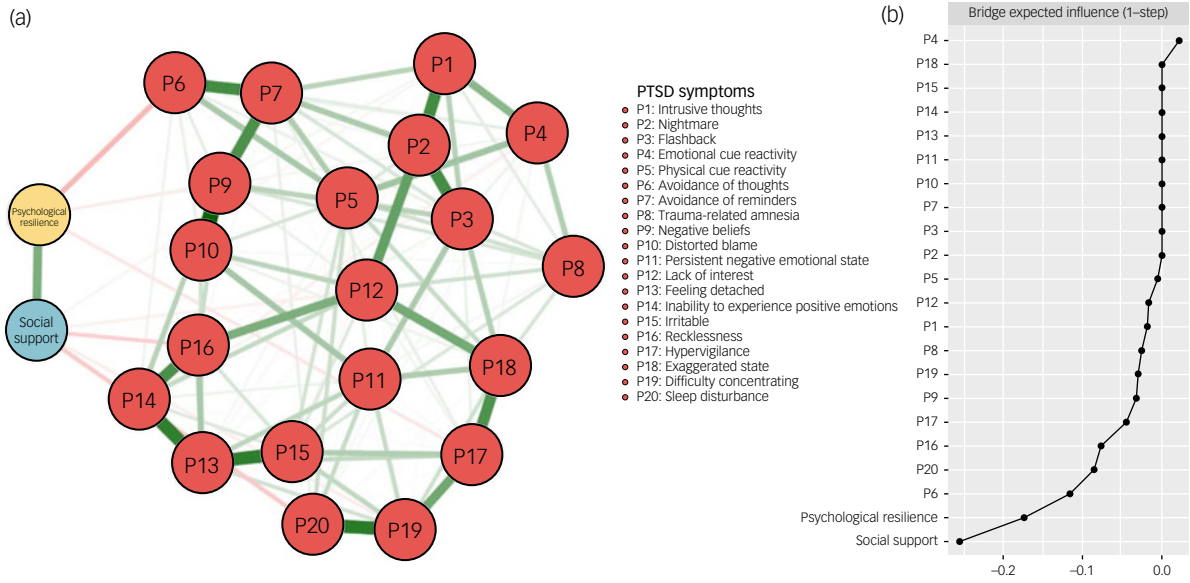 (a)
P1
P6
P7
P4
P2
P9
P5
P3
Psychological
resilience
P10
P8
P12
Social
support
P16
P18
P11
P14
P15
P17
P13
P20
P19
PTSD symptoms
P1: Intrusive thoughts
P2: Nightmare
P3: Flashback
P4: Emotional cue reactivity
P5: Physical cue reactivity
P6: Avoidance of thoughts
P7: Avoidance of reminders
P8: Trauma-related amnesia
P9: Negative beliefs
P10: Distorted blame
P11: Persistent negative emotional state
P12: Lack of interest
P13: Feeling detached
P14: Inability to experience positive emotions
P15: Irritable
P16: Recklessness
P17: Hypervigilance
P18: Exaggerated state
P19: Difficulty concentrating
P20: Sleep disturbance
(b)
Bridge expected influence (1–step)
P4
P18
P15
P14
P13
P11
P10
P7
P3
P2
P5
P12
P1
P8
P19
P9
P17
P16
P20
P6
Psychological resilience
Social support
–0.2 –0.1 0.0